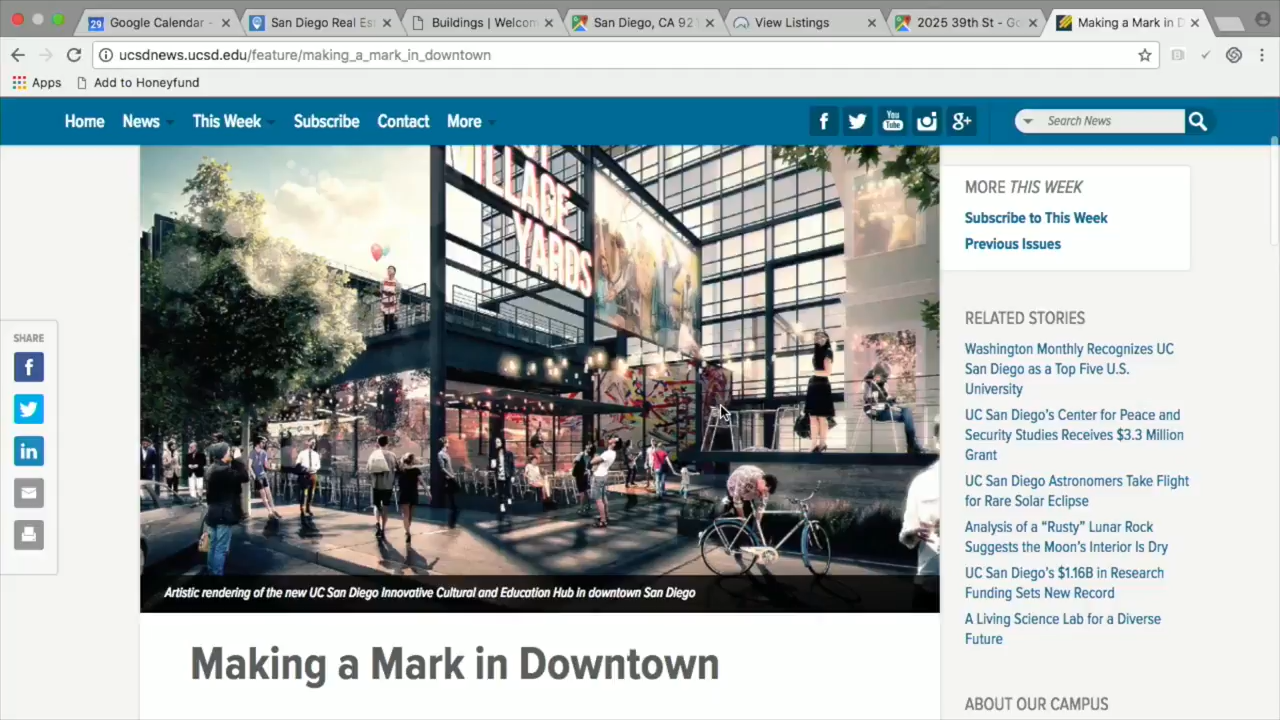 29 Google Calendar -
San Diego Real Es
Buildings | Welcom
San Diego, CA 921
View Listings
2025 39th St - Go
Making a Mark in D
ucsdnews.ucsd.edu/feature/making_a_mark_in_downtown
Apps
Add to Honeyfund
Home
News
This Week
Subscribe
Contact
More
You
Tube
Search News
VILLAGE
YARDS
SHARE
Artistic rendering of the new UC San Diego Innovative Cultural and Education Hub in downtown San Diego
Making a Mark in Downtown
MORE THIS WEEK
Subscribe to This Week
Previous Issues
RELATED STORIES
Washington Monthly Recognizes UC
San Diego as a Top Five U.S.
University
UC San Diego's Center for Peace and
Security Studies Receives $3.3 Million
Grant
UC San Diego Astronomers Take Flight
for Rare Solar Eclipse
Analysis of a “Rusty” Lunar Rock
Suggests the Moon's Interior Is Dry
UC San Diego's $1.16B in Research
Funding Sets New Record
A Living Science Lab for a Diverse
Future
ABOUT OUR CAMPUS